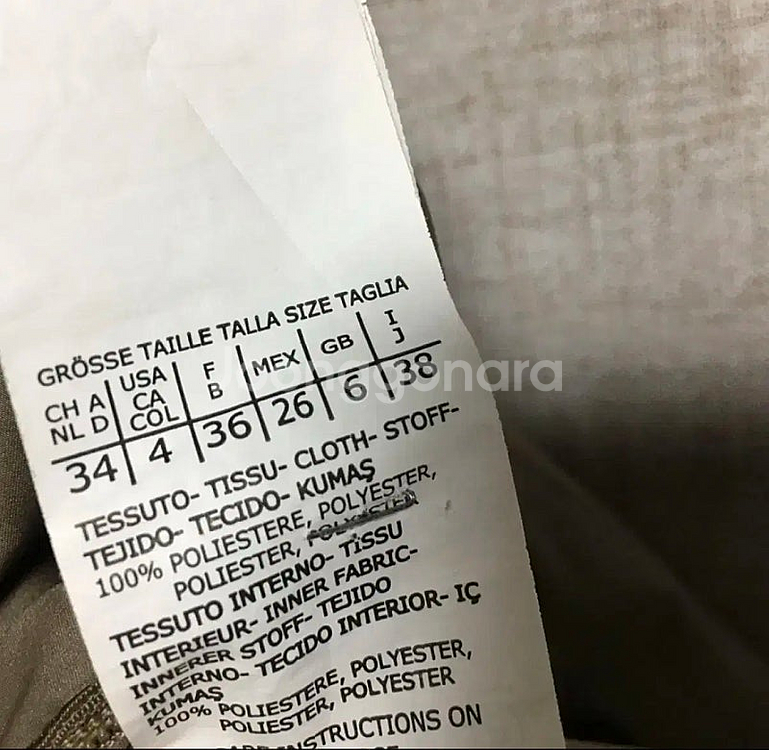 GRÖSSE TAILLE TALLA SIZE TAGLIA
CH A NL D USA CA COL F B MEX GB I J
34 4 36 26 6 38
TESSUTO- TISSU- CLOTH- STOFF-
TEJIDO- TECIDO- KUMAŞ
100% POLIESTERE, POLYESTER,
POLIESTER, POLYESTER
TESSUTO INTERNO- TİSSU
INTERIEUR- INNER FABRIC-
INNERER STOFF- TEJIDO
INTERNO- TECIDO INTERIOR- IÇ
KUMAŞ
100% POLIESTERE, POLYESTER,
POLIESTER, POLYESTER
INSTRUCTIONS ON